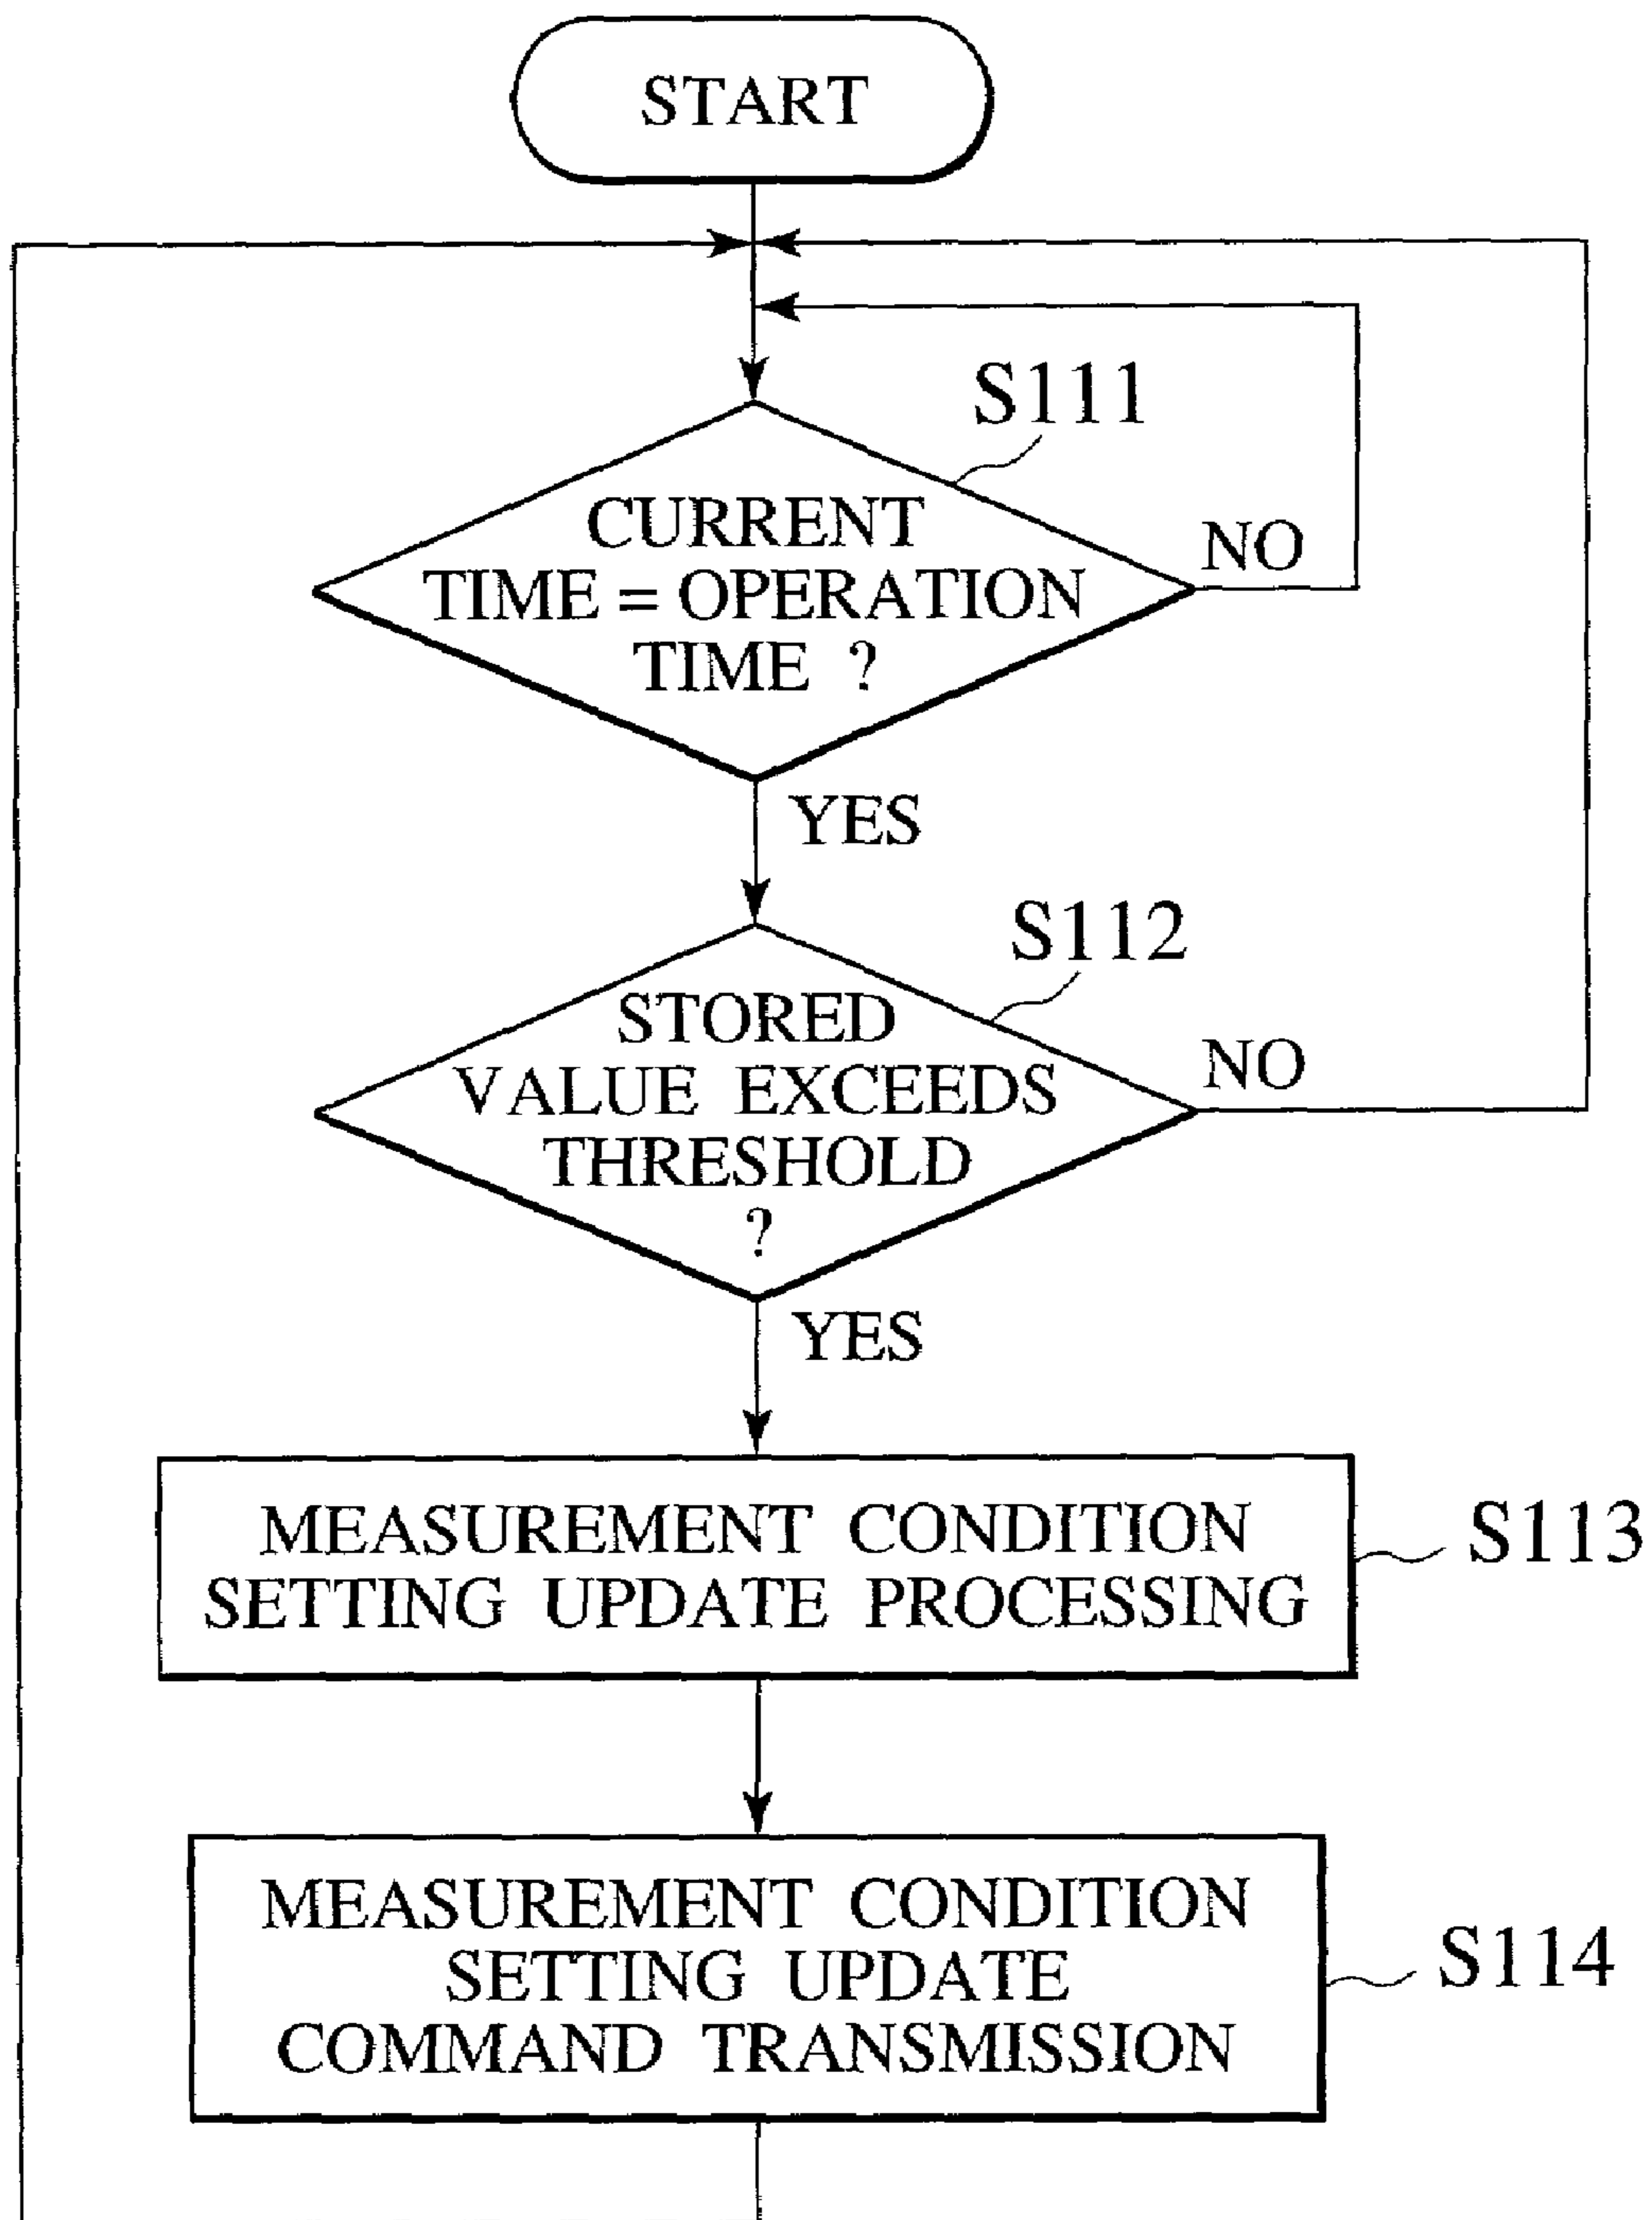 START
S111
CURRENT
TIME = OPERATION
TIME ?
NO
YES
S112
STORED
VALUE EXCEEDS
THRESHOLD
?
NO
YES
MEASUREMENT CONDITION
SETTING UPDATE PROCESSING
S113
MEASUREMENT CONDITION
SETTING UPDATE
COMMAND TRANSMISSION
S114